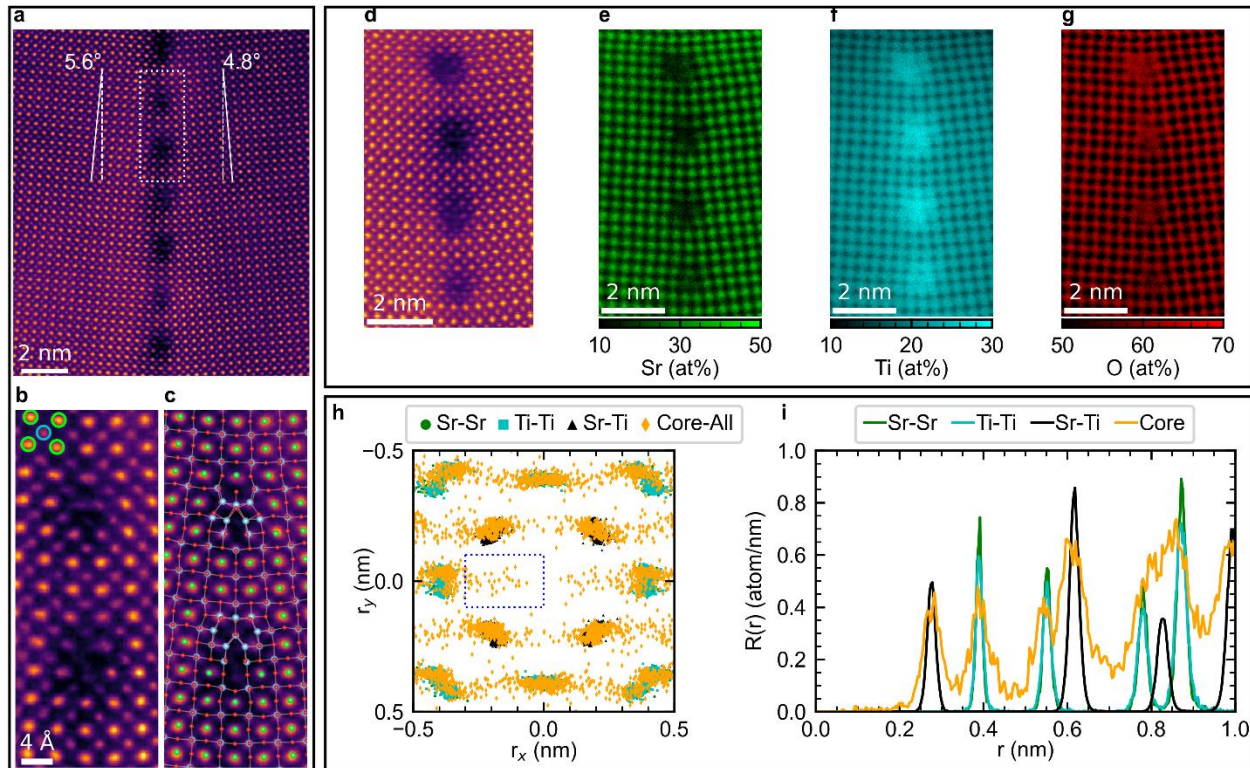 a
5.6°
4.8°
2 nm
b
4 Å
c
d
2 nm
e
2 nm
10 30 50
Sr (at%)
f
2 nm
10 20 30
Ti (at%)
g
2 nm
50 60 70
O (at%)
h
Sr-Sr Ti-Ti Sr-Ti Core-All
−0.5
0.0
0.5
r_y (nm)
−0.5 0.0 0.5
r_x (nm)
i
Sr-Sr Ti-Ti Sr-Ti Core
1.0
0.8
0.6
0.4
0.2
0.0
R(r) (atom/nm)
0.0 0.2 0.4 0.6 0.8 1.0
r (nm)